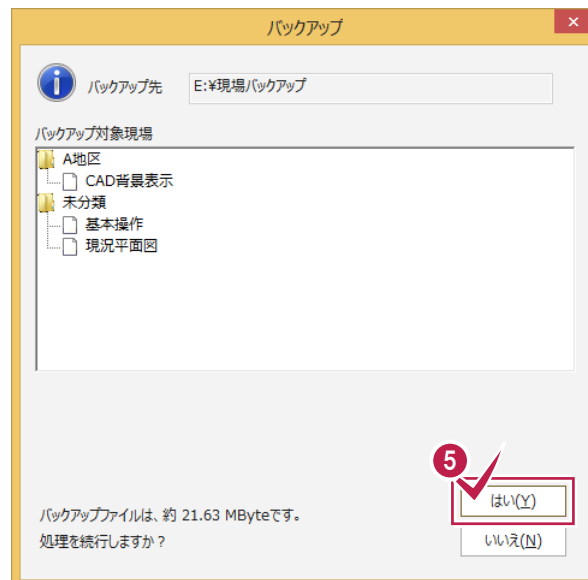 バックアップ
バックアップ先 E:¥現場バックアップ
バックアップ対象現場
A地区
CAD背景表示
未分類
基本操作
現況平面図
5
はい(Y)
バックアップファイルは、約 21.63 MByteです。
処理を続行しますか？
いいえ(N)